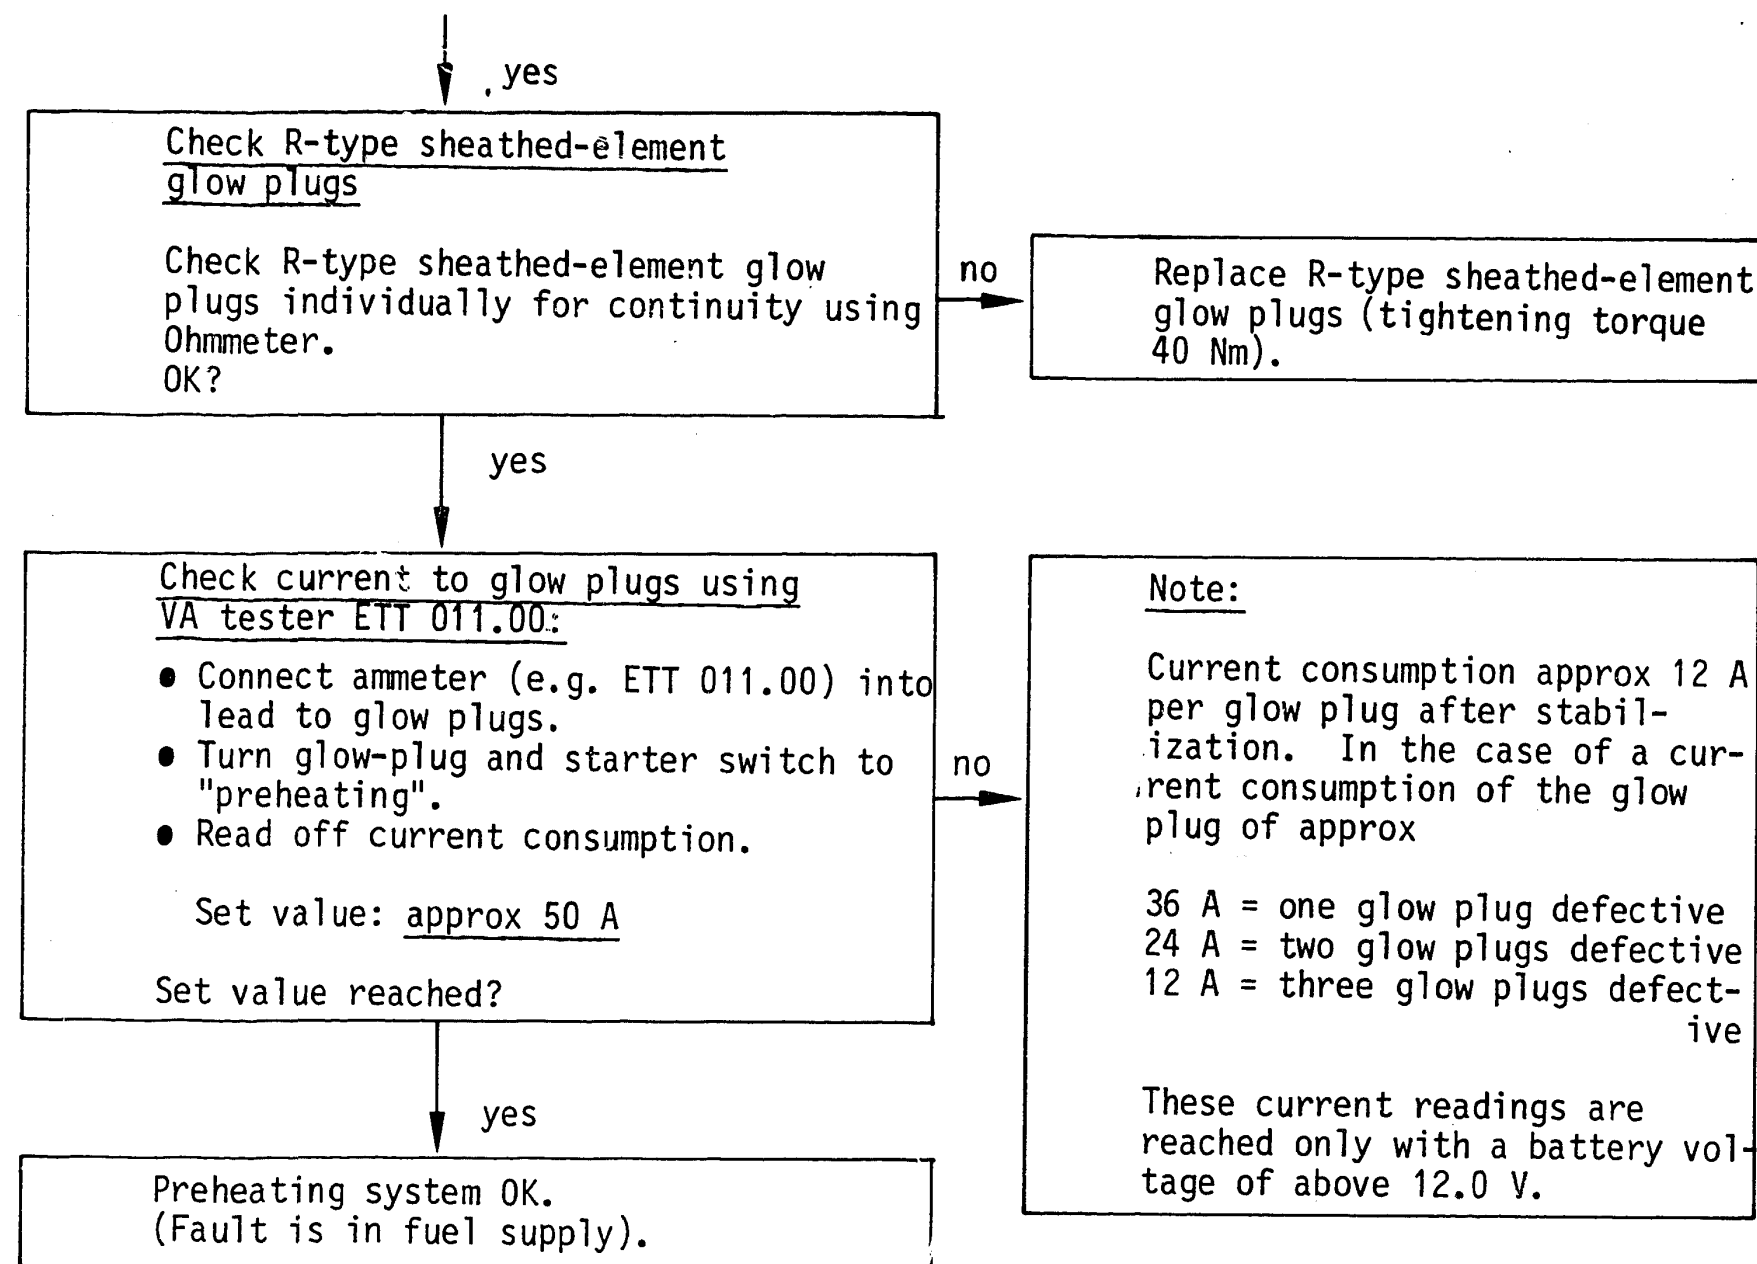 yes
Check R-type sheathed-element
glow plugs
Check R-type sheathed-element glow
plugs individually for continuity using
Ohmmeter.
OK?
no
Replace R-type sheathed-element
glow plugs (tightening torque
40 Nm).
yes
Check current to glow plugs using
VA tester ETT 011.00:
● Connect ammeter (e.g. ETT 011.00) into
lead to glow plugs.
● Turn glow-plug and starter switch to
"preheating".
● Read off current consumption.
Set value: approx 50 A
Set value reached?
no
Note:
Current consumption approx 12 A
per glow plug after stabil-
ization. In the case of a cur-
rent consumption of the glow
plug of approx
36 A = one glow plug defective
24 A = two glow plugs defective
12 A = three glow plugs defect-
ive
These current readings are
reached only with a battery vol-
tage of above 12.0 V.
yes
Preheating system OK.
(Fault is in fuel supply).